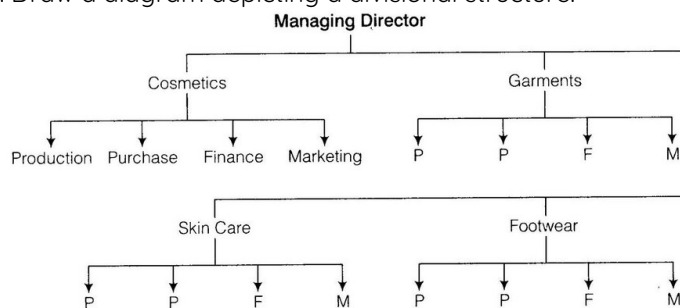 Draw a diagram depicting a divisional structure.
Managing Director
Cosmetics Garments
Production Purchase Finance Marketing P P F M
Skin Care Footwear
P P F M P P F M